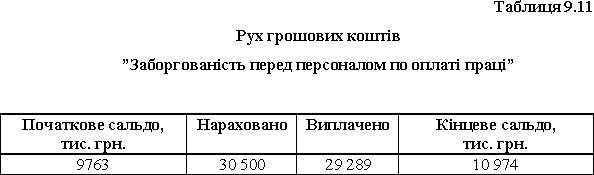 Таблиця 9.11
Рух грошових коштів
”Заборгованість перед персоналом по оплаті праці”
Початкове сальдо, тис. грн. Нараховано Виплачено Кінцеве сальдо, тис. грн.
9763 30 500 29 289 10 974